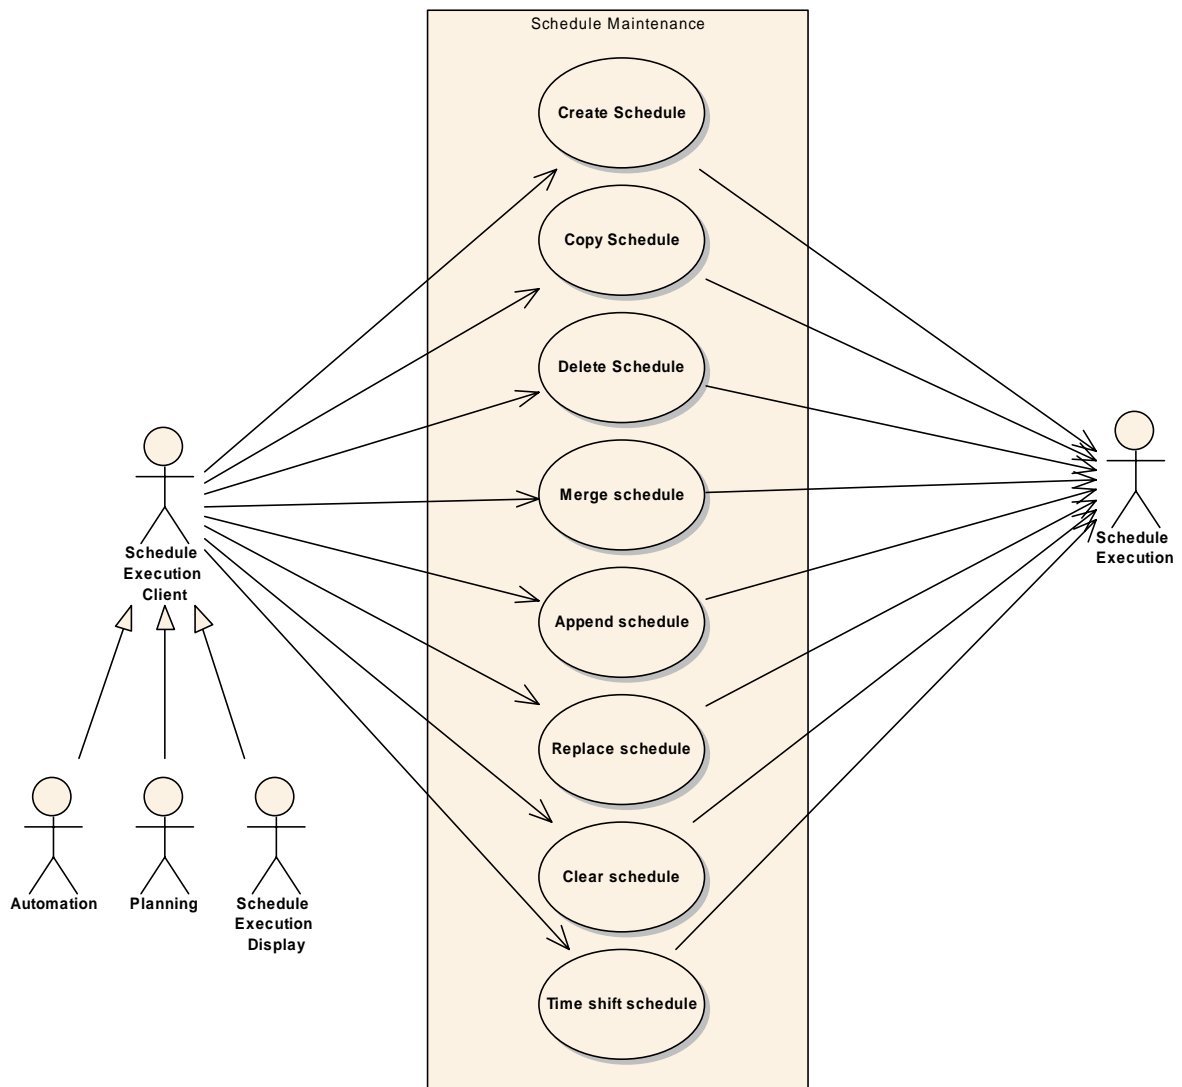 Schedule Maintenance
Create Schedule
Copy Schedule
Delete Schedule
Merge schedule
Append schedule
Replace schedule
Clear schedule
Time shift schedule
Schedule
Execution
Client
Schedule
Execution
Automation
Planning
Schedule
Execution
Display